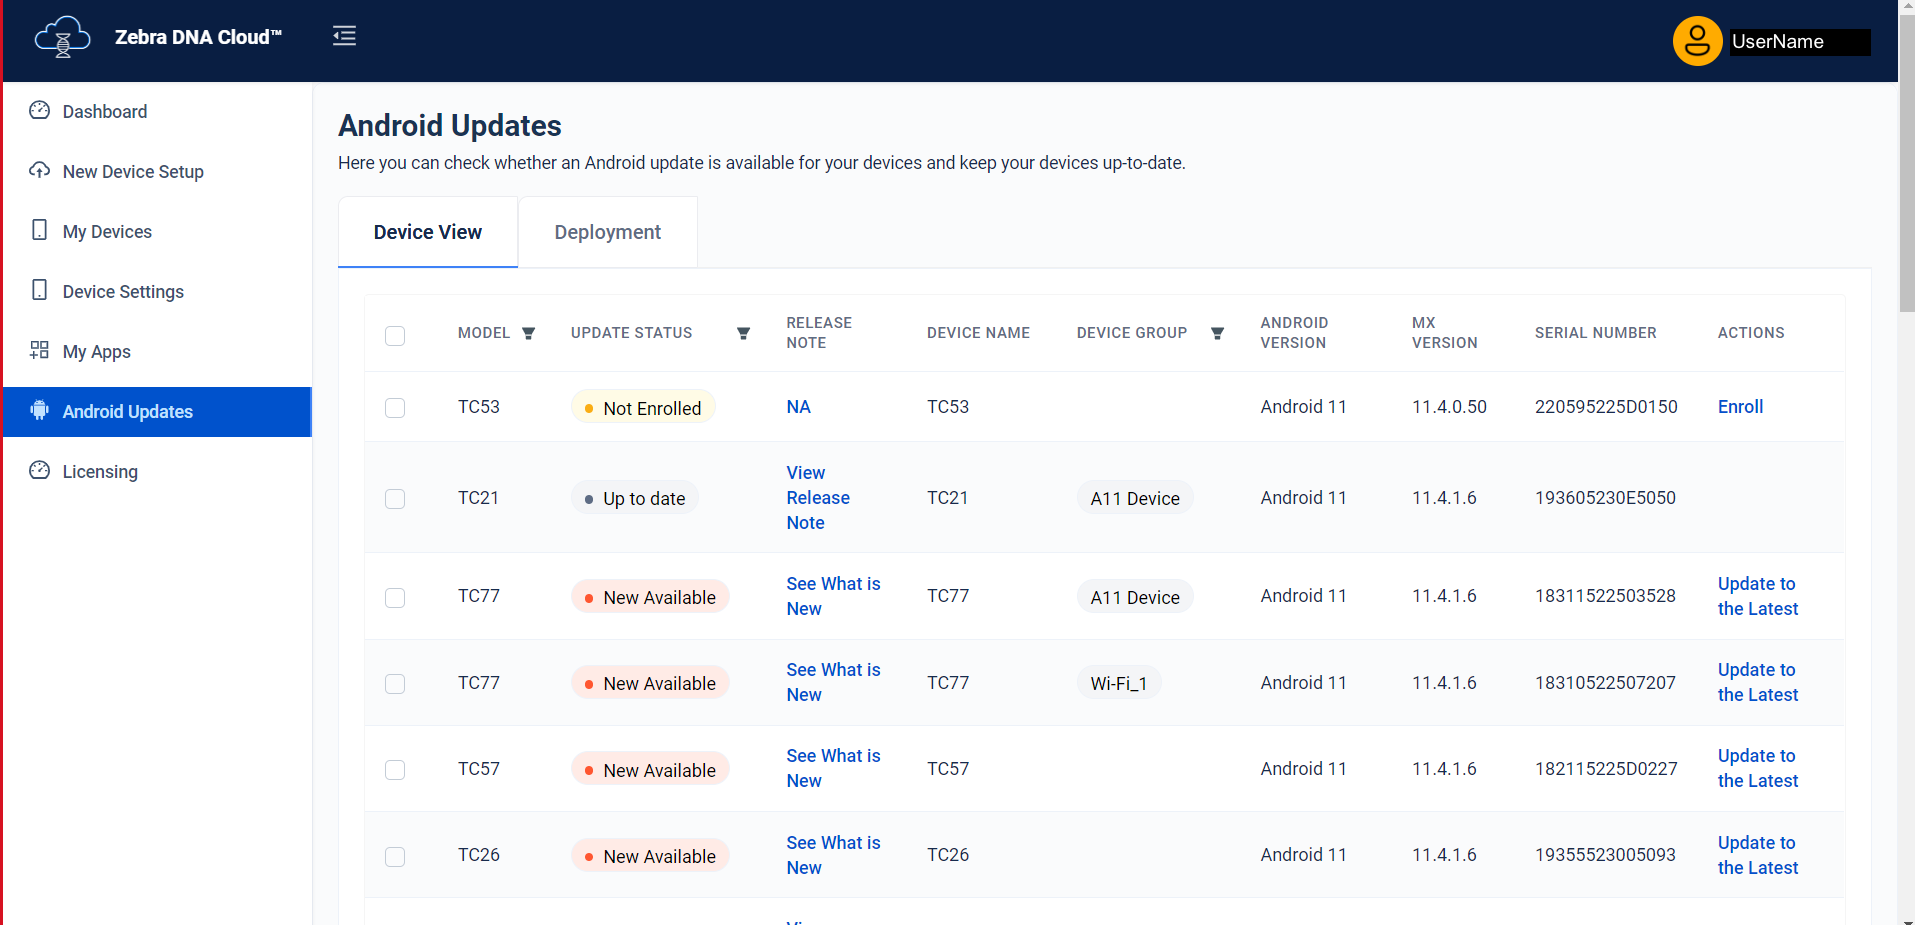 Zebra DNA Cloud™
UserName
Dashboard
New Device Setup
My Devices
Device Settings
My Apps
Android Updates
Licensing
Android Updates
Here you can check whether an Android update is available for your devices and keep your devices up-to-date.
Device View
Deployment
MODEL UPDATE STATUS RELEASE NOTE DEVICE NAME DEVICE GROUP ANDROID VERSION MX VERSION SERIAL NUMBER ACTIONS
TC53 Not Enrolled NA TC53 Android 11 11.4.0.50 220595225D0150 Enroll
TC21 Up to date View Release Note TC21 A11 Device Android 11 11.4.1.6 193605230E5050
TC77 New Available See What is New TC77 A11 Device Android 11 11.4.1.6 18311522503528 Update to the Latest
TC77 New Available See What is New TC77 Wi-Fi_1 Android 11 11.4.1.6 18310522507207 Update to the Latest
TC57 New Available See What is New TC57 Android 11 11.4.1.6 182115225D0227 Update to the Latest
TC26 New Available See What is New TC26 Android 11 11.4.1.6 19355523005093 Update to the Latest